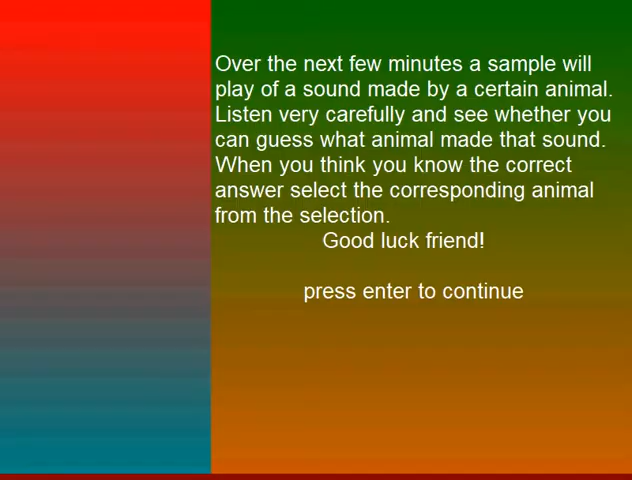 Over the next few minutes a sample will
play of a sound made by a certain animal.
Listen very carefully and see whether you
can guess what animal made that sound.
When you think you know the correct
answer select the corresponding animal
from the selection.
Good luck friend!
press enter to continue